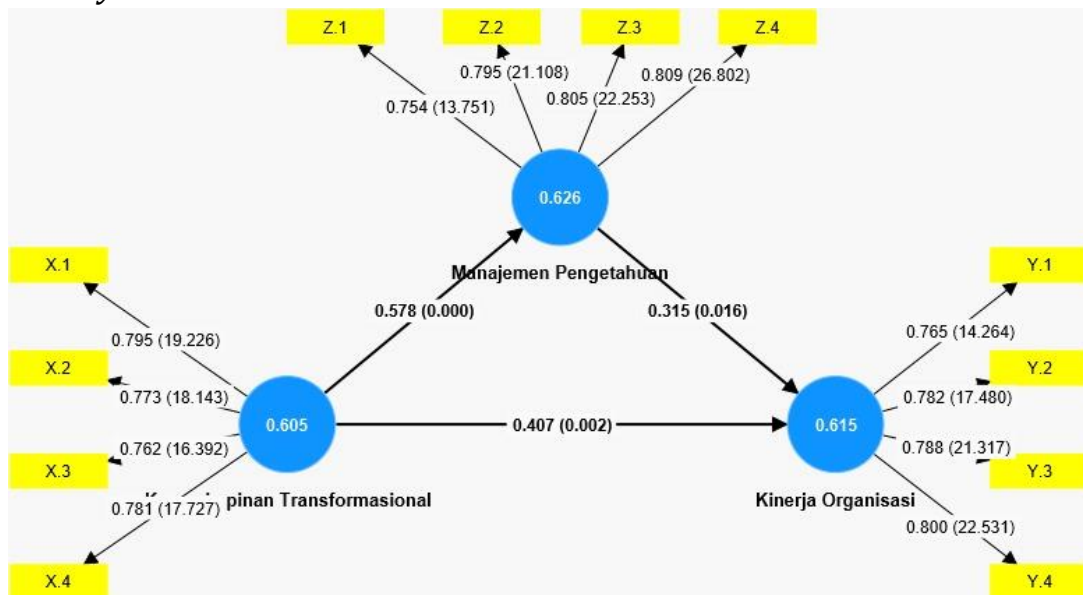 Z.1
Z.2
Z.3
Z.4
0.754 (13.751)
0.795 (21.108)
0.805 (22.253)
0.809 (26.802)
0.626
Manajemen Pengetahuan
X.1
X.2
X.3
X.4
0.795 (19.226)
0.773 (18.143)
0.762 (16.392)
0.781 (17.727)
0.605
Transformasional
0.578 (0.000)
0.315 (0.016)
0.407 (0.002)
0.615
Kinerja Organisasi
Y.1
Y.2
Y.3
Y.4
0.765 (14.264)
0.782 (17.480)
0.788 (21.317)
0.800 (22.531)